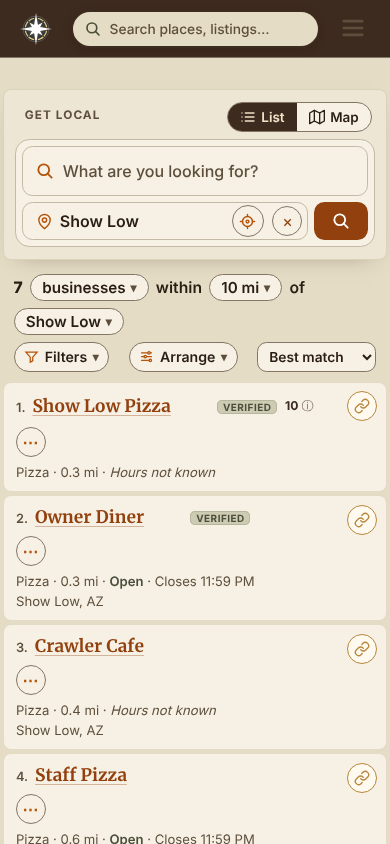 Search places, listings...
GET LOCAL
List
Map
What are you looking for?
Show Low
7 businesses ▾ within 10 mi ▾ of
Show Low ▾
Filters ▾ Arrange ▾ Best match
1. Show Low Pizza VERIFIED 10 ⓘ
Pizza · 0.3 mi · Hours not known
2. Owner Diner VERIFIED
Pizza · 0.3 mi · Open · Closes 11:59 PM
Show Low, AZ
3. Crawler Cafe
Pizza · 0.4 mi · Hours not known
Show Low, AZ
4. Staff Pizza
Pizza · 0.6 mi · Open · Closes 11:59 PM